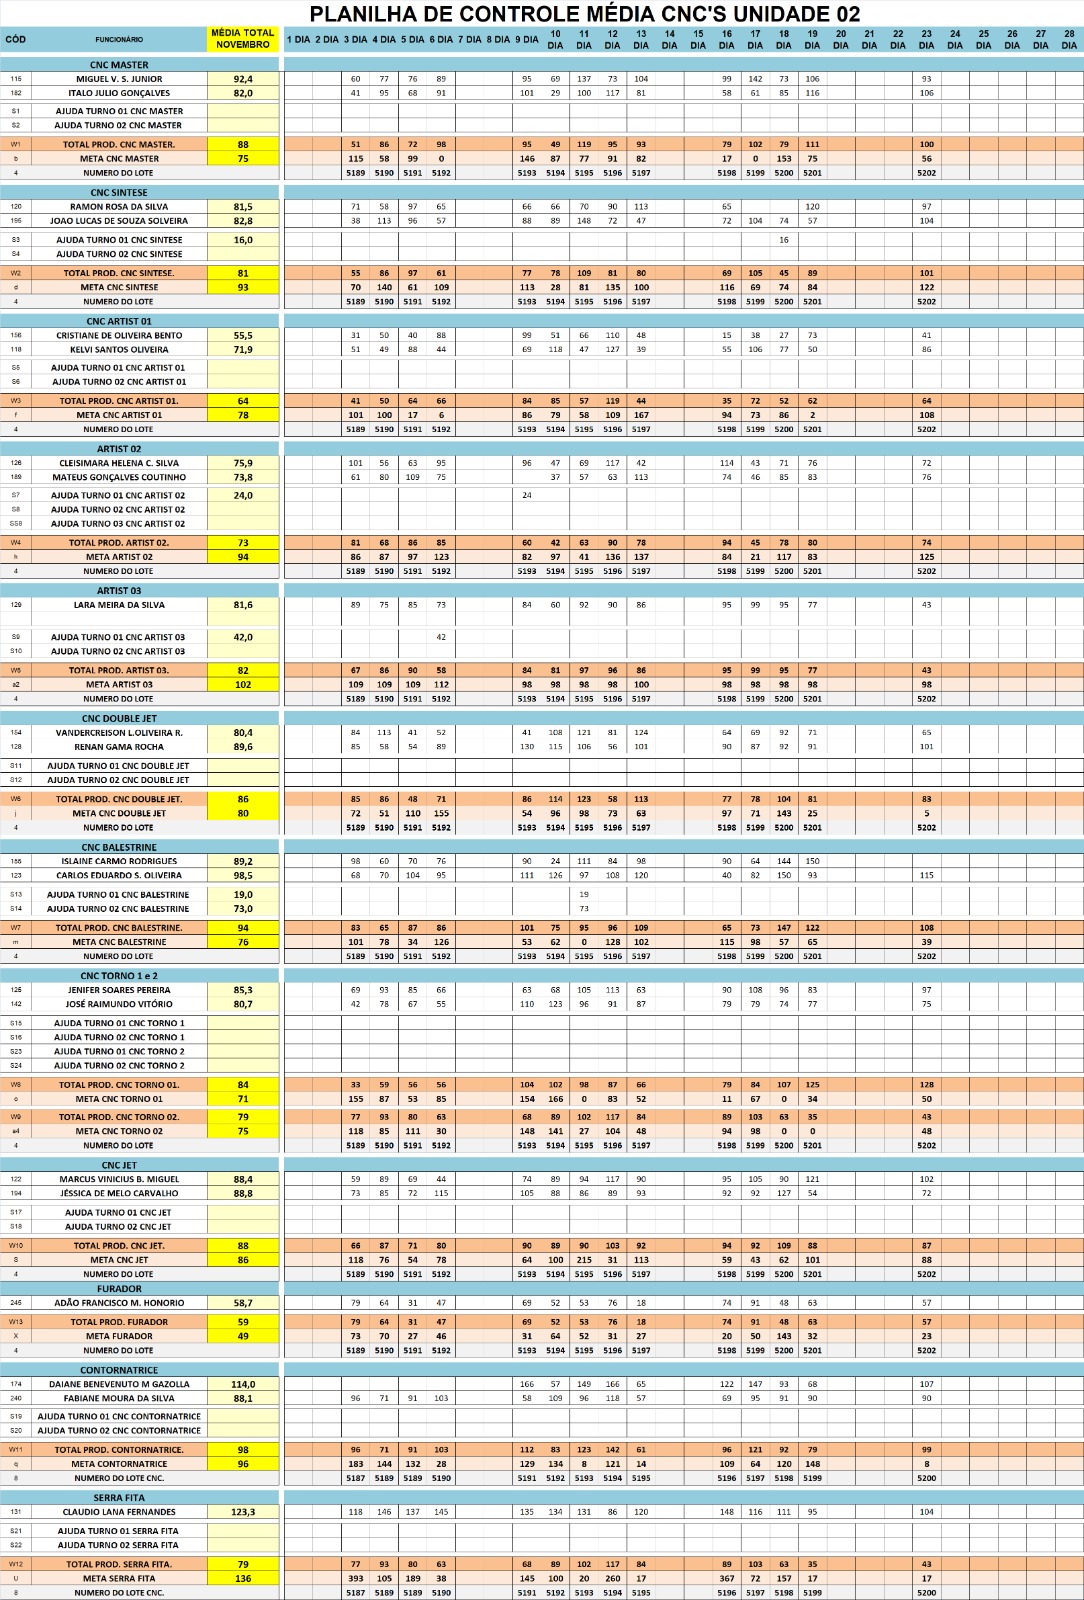 PLANILHA DE CONTROLE MÉDIA CNC'S UNIDADE 02
CÓD FUNCIONÁRIO MÉDIA TOTAL NOVEMBRO 1 DIA 2 DIA 3 DIA 4 DIA 5 DIA 6 DIA 7 DIA 8 DIA 9 DIA 10 DIA 11 DIA 12 DIA 13 DIA 14 DIA 15 DIA 16 DIA 17 DIA 18 DIA 19 DIA 20 DIA 21 DIA 22 DIA 23 DIA 24 DIA 25 DIA 26 DIA 27 DIA 28 DIA
CNC MASTER
115 MIGUEL V. S. JUNIOR 92,4 60 77 76 89 95 69 137 73 104 99 142 73 106 93
182 ITALO JULIO GONÇALVES 82,0 41 95 68 91 101 29 100 117 81 58 61 85 116 106
S1 AJUDA TURNO 01 CNC MASTER
S2 AJUDA TURNO 02 CNC MASTER
W1 TOTAL PROD. CNC MASTER. 88 51 86 72 98 95 49 119 95 93 79 102 79 111 100
b META CNC MASTER 75 115 58 99 0 146 87 77 91 82 17 0 153 75 56
4 NUMERO DO LOTE 5189 5190 5191 5192 5193 5194 5195 5196 5197 5198 5199 5200 5201 5202
CNC SINTESE
120 RAMON ROSA DA SILVA 81,5 71 58 97 65 66 66 70 90 113 65 120 97
195 JOAO LUCAS DE SOUZA SOLVEIRA 82,8 38 113 96 57 88 89 148 72 47 72 104 74 57 104
S3 AJUDA TURNO 01 CNC SINTESE 16,0 16
S4 AJUDA TURNO 02 CNC SINTESE
W2 TOTAL PROD. CNC SINTESE. 81 55 86 97 61 77 78 109 81 80 69 105 45 89 101
d META CNC SINTESE 93 70 140 61 109 113 28 81 135 100 116 69 74 84 122
4 NUMERO DO LOTE 5189 5190 5191 5192 5193 5194 5195 5196 5197 5198 5199 5200 5201 5202
CNC ARTIST 01
156 CRISTIANE DE OLIVEIRA BENTO 55,5 31 50 40 88 99 51 66 110 48 15 38 27 73 41
118 KELVI SANTOS OLIVEIRA 71,9 51 49 88 44 69 118 47 127 39 55 106 77 50 86
S5 AJUDA TURNO 01 CNC ARTIST 01
S6 AJUDA TURNO 02 CNC ARTIST 01
W3 TOTAL PROD. CNC ARTIST 01. 64 41 50 64 66 84 85 57 119 44 35 72 52 62 64
f META CNC ARTIST 01 78 101 100 17 6 86 79 58 109 167 94 73 86 2 108
4 NUMERO DO LOTE 5189 5190 5191 5192 5193 5194 5195 5196 5197 5198 5199 5200 5201 5202
ARTIST 02
126 CLEISIMARA HELENA C. SILVA 75,9 101 56 63 95 96 47 69 117 42 114 43 71 76 72
189 MATEUS GONÇALVES COUTINHO 73,8 61 80 109 75 37 57 63 113 74 46 85 83 76
S7 AJUDA TURNO 01 CNC ARTIST 02 24,0 24
S8 AJUDA TURNO 02 CNC ARTIST 02
SS8 AJUDA TURNO 03 CNC ARTIST 02
W4 TOTAL PROD. ARTIST 02. 73 81 68 86 85 60 42 63 90 78 94 45 78 80 74
h META ARTIST 02 94 86 87 97 123 82 97 41 136 137 84 21 117 83 125
4 NUMERO DO LOTE 5189 5190 5191 5192 5193 5194 5195 5196 5197 5198 5199 5200 5201 5202
ARTIST 03
129 LARA MEIRA DA SILVA 81,6 89 75 85 73 84 60 92 90 86 95 99 95 77 43
S9 AJUDA TURNO 01 CNC ARTIST 03 42,0 42
S10 AJUDA TURNO 02 CNC ARTIST 03
W5 TOTAL PROD. ARTIST 03. 82 67 86 90 58 84 81 97 96 86 95 99 95 77 43
a2 META ARTIST 03 102 109 109 109 112 98 98 98 98 100 98 98 98 98 98
4 NUMERO DO LOTE 5189 5190 5191 5192 5193 5194 5195 5196 5197 5198 5199 5200 5201 5202
CNC DOUBLE JET
154 VANDERCREISON L.OLIVEIRA R. 80,4 84 113 41 52 41 108 121 81 124 64 69 92 71 65
128 RENAN GAMA ROCHA 89,6 85 58 54 89 130 115 106 56 101 90 87 92 91 101
S11 AJUDA TURNO 01 CNC DOUBLE JET
S12 AJUDA TURNO 02 CNC DOUBLE JET
W6 TOTAL PROD. CNC DOUBLE JET. 86 85 86 48 71 86 114 123 58 113 77 78 104 81 83
j META CNC DOUBLE JET 80 72 51 110 155 54 96 98 73 63 97 71 143 25 5
4 NUMERO DO LOTE 5189 5190 5191 5192 5193 5194 5195 5196 5197 5198 5199 5200 5201 5202
CNC BALESTRINE
155 ISLAINE CARMO RODRIGUES 89,2 98 60 70 76 90 24 111 84 98 90 64 144 150
123 CARLOS EDUARDO S. OLIVEIRA 98,5 68 70 104 95 111 126 97 108 120 40 82 150 93 115
S13 AJUDA TURNO 01 CNC BALESTRINE 19,0 19
S14 AJUDA TURNO 02 CNC BALESTRINE 73,0 73
W7 TOTAL PROD. CNC BALESTRINE. 94 83 65 87 86 101 75 95 96 109 65 73 147 122 108
m META CNC BALESTRINE 76 101 78 34 126 53 62 0 128 102 115 98 57 65 39
4 NUMERO DO LOTE 5189 5190 5191 5192 5193 5194 5195 5196 5197 5198 5199 5200 5201 5202
CNC TORNO 1 e 2
125 JENIFER SOARES PEREIRA 85,3 69 93 85 66 63 68 105 113 63 90 108 96 83 97
142 JOSÉ RAIMUNDO VITÓRIO 80,7 42 78 67 55 110 123 96 91 87 79 79 74 77 75
S15 AJUDA TURNO 01 CNC TORNO 1
S16 AJUDA TURNO 02 CNC TORNO 1
S23 AJUDA TURNO 01 CNC TORNO 2
S24 AJUDA TURNO 02 CNC TORNO 2
W8 TOTAL PROD. CNC TORNO 01. 84 33 59 56 56 104 102 98 87 66 79 84 107 125 128
o META CNC TORNO 01 71 155 87 53 85 154 166 0 83 52 11 67 0 34 50
W9 TOTAL PROD. CNC TORNO 02. 79 77 93 80 63 68 89 102 117 84 89 103 63 35 43
a4 META CNC TORNO 02 75 118 85 111 30 148 141 27 104 48 94 98 0 0 48
4 NUMERO DO LOTE 5189 5190 5191 5192 5193 5194 5195 5196 5197 5198 5199 5200 5201 5202
CNC JET
122 MARCUS VINICIUS B. MIGUEL 88,4 59 89 69 44 74 89 94 117 90 95 105 90 121 102
194 JÉSSICA DE MELO CARVALHO 88,8 73 85 72 115 105 88 86 89 93 92 92 127 54 72
S17 AJUDA TURNO 01 CNC JET
S18 AJUDA TURNO 02 CNC JET
W10 TOTAL PROD. CNC JET. 88 66 87 71 80 90 89 90 103 92 94 92 109 88 87
S META CNC JET 86 118 76 54 78 64 100 215 31 113 59 43 62 101 88
4 NUMERO DO LOTE 5189 5190 5191 5192 5193 5194 5195 5196 5197 5198 5199 5200 5201 5202
FURADOR
245 ADÃO FRANCISCO M. HONORIO 58,7 79 64 31 47 69 52 53 76 18 74 91 48 63 57
W13 TOTAL PROD. FURADOR 59 79 64 31 47 69 52 53 76 18 74 91 48 63 57
X META FURADOR 49 73 70 27 46 31 64 52 31 27 20 50 143 32 23
4 NUMERO DO LOTE 5189 5190 5191 5192 5193 5194 5195 5196 5197 5198 5199 5200 5201 5202
CONTORNATRICE
174 DAIANE BENEVENUTO M GAZOLLA 114,0 166 57 149 166 65 122 147 93 68 107
240 FABIANE MOURA DA SILVA 88,1 96 71 91 103 58 109 96 118 57 69 95 91 90 90
S19 AJUDA TURNO 01 CNC CONTORNATRICE
S20 AJUDA TURNO 02 CNC CONTORNATRICE
W11 TOTAL PROD. CONTORNATRICE. 98 96 71 91 103 112 83 123 142 61 96 121 92 79 99
q META CONTORNATRICE 96 183 144 132 28 129 134 8 121 14 109 64 120 148 8
8 NUMERO DO LOTE CNC. 5187 5188 5189 5190 5191 5192 5193 5194 5195 5196 5197 5198 5199 5200
SERRA FITA
131 CLAUDIO LANA FERNANDES 123,3 118 146 137 145 135 134 131 86 120 148 116 111 95 104
S21 AJUDA TURNO 01 SERRA FITA
S22 AJUDA TURNO 02 SERRA FITA
W12 TOTAL PROD. SERRA FITA. 79 77 93 80 63 68 89 102 117 84 89 103 63 35 43
U META SERRA FITA 136 393 105 189 38 145 100 20 260 17 367 72 157 17 17
8 NUMERO DO LOTE CNC. 5187 5189 5189 5190 5191 5192 5193 5194 5195 5196 5197 5198 5199 5200